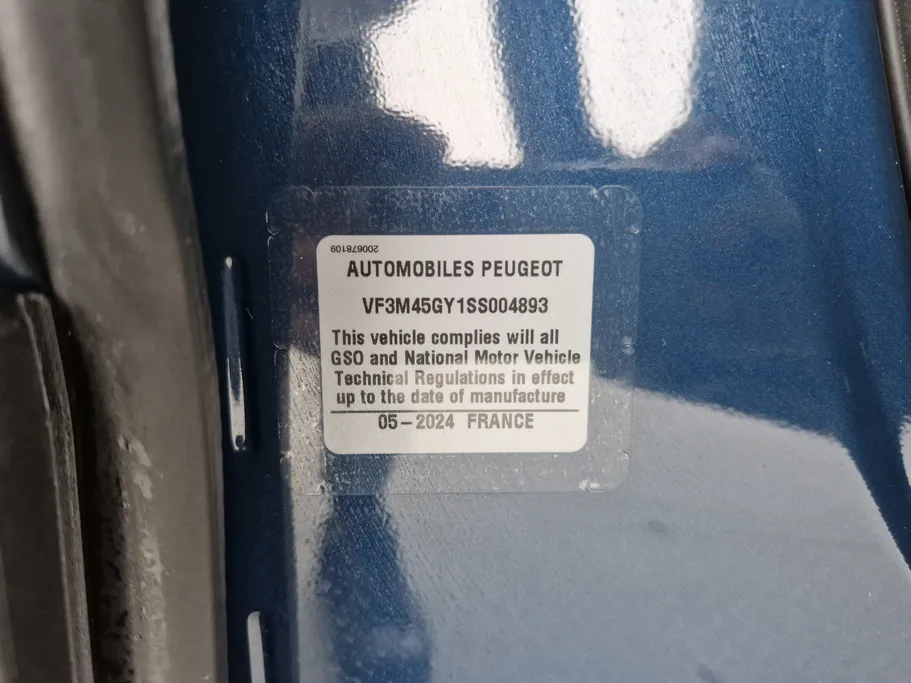 200678109
AUTOMOBILES PEUGEOT
VF3M45GY1SS004893
This vehicle complies will all
GSO and National Motor Vehicle
Technical Regulations in effect
up to the date of manufacture
05-2024 FRANCE